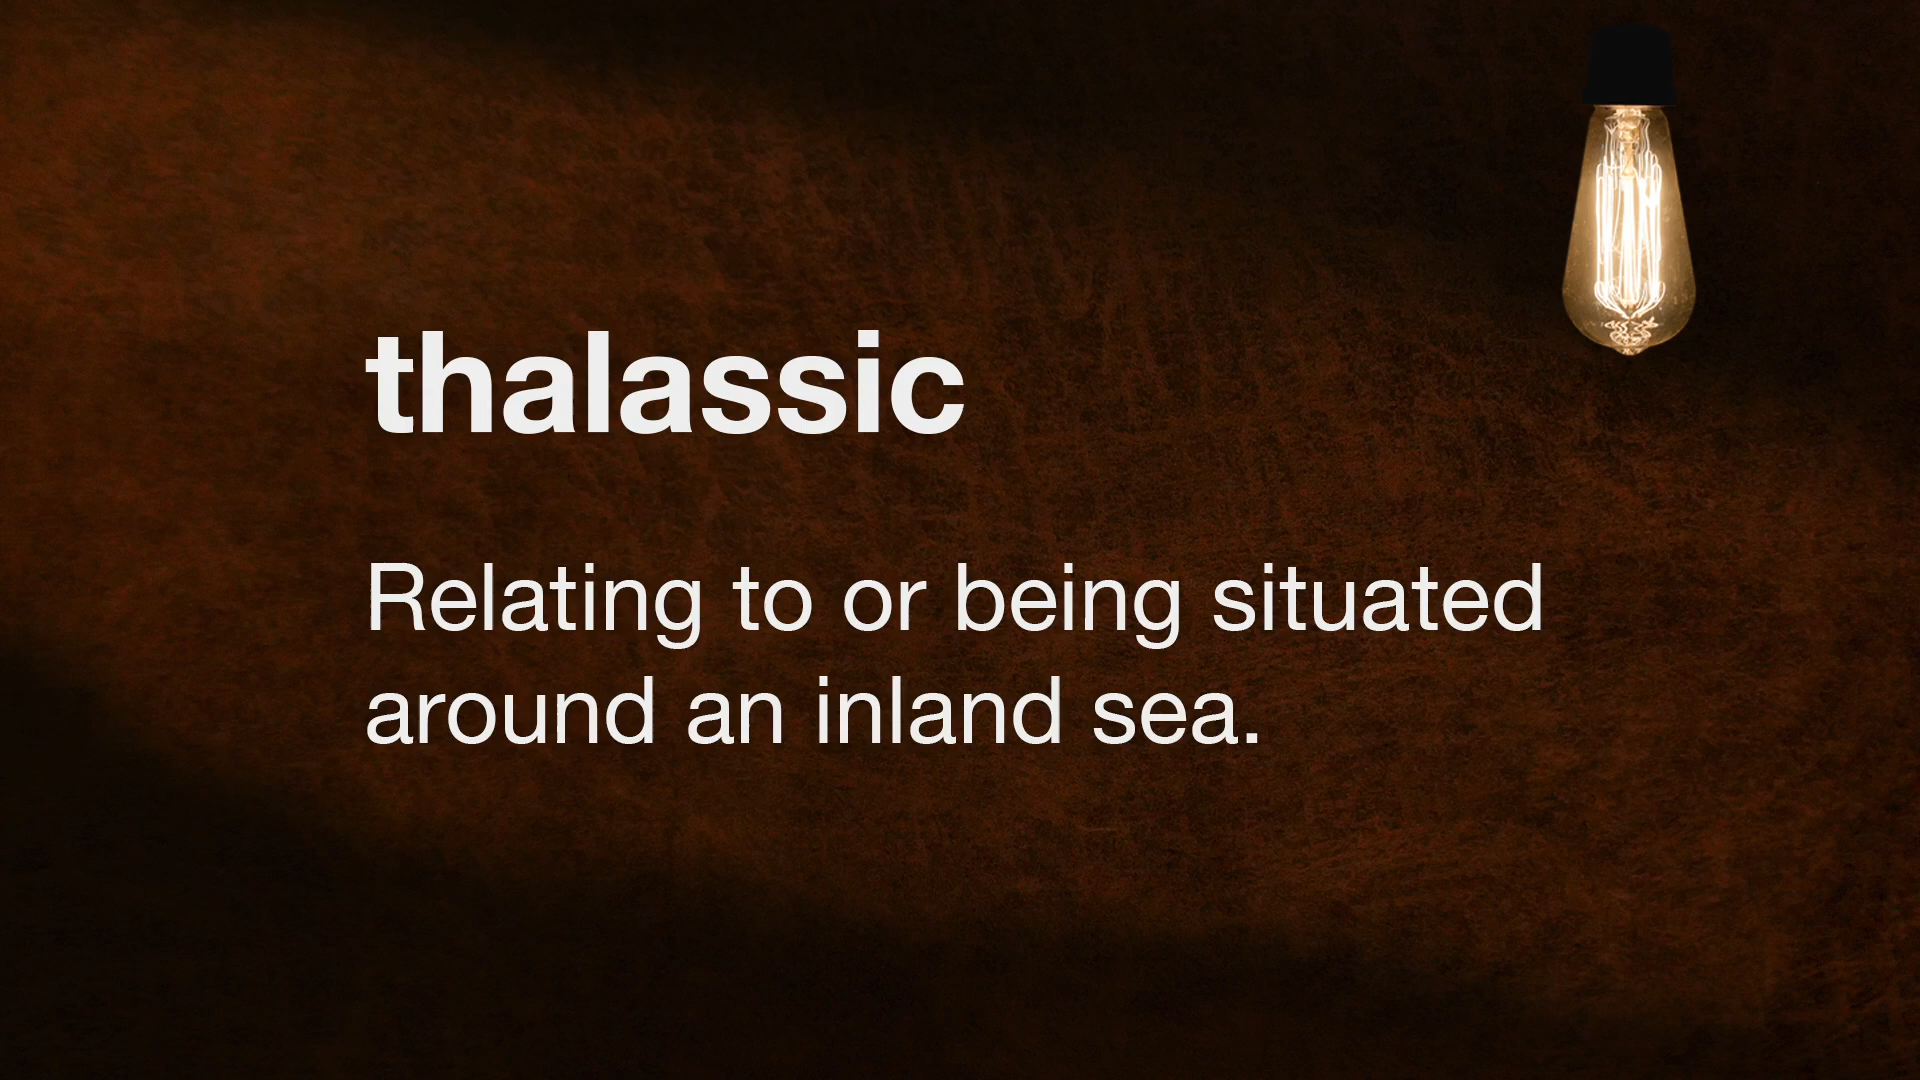 thalassic
Relating to or being situated
around an inland sea.